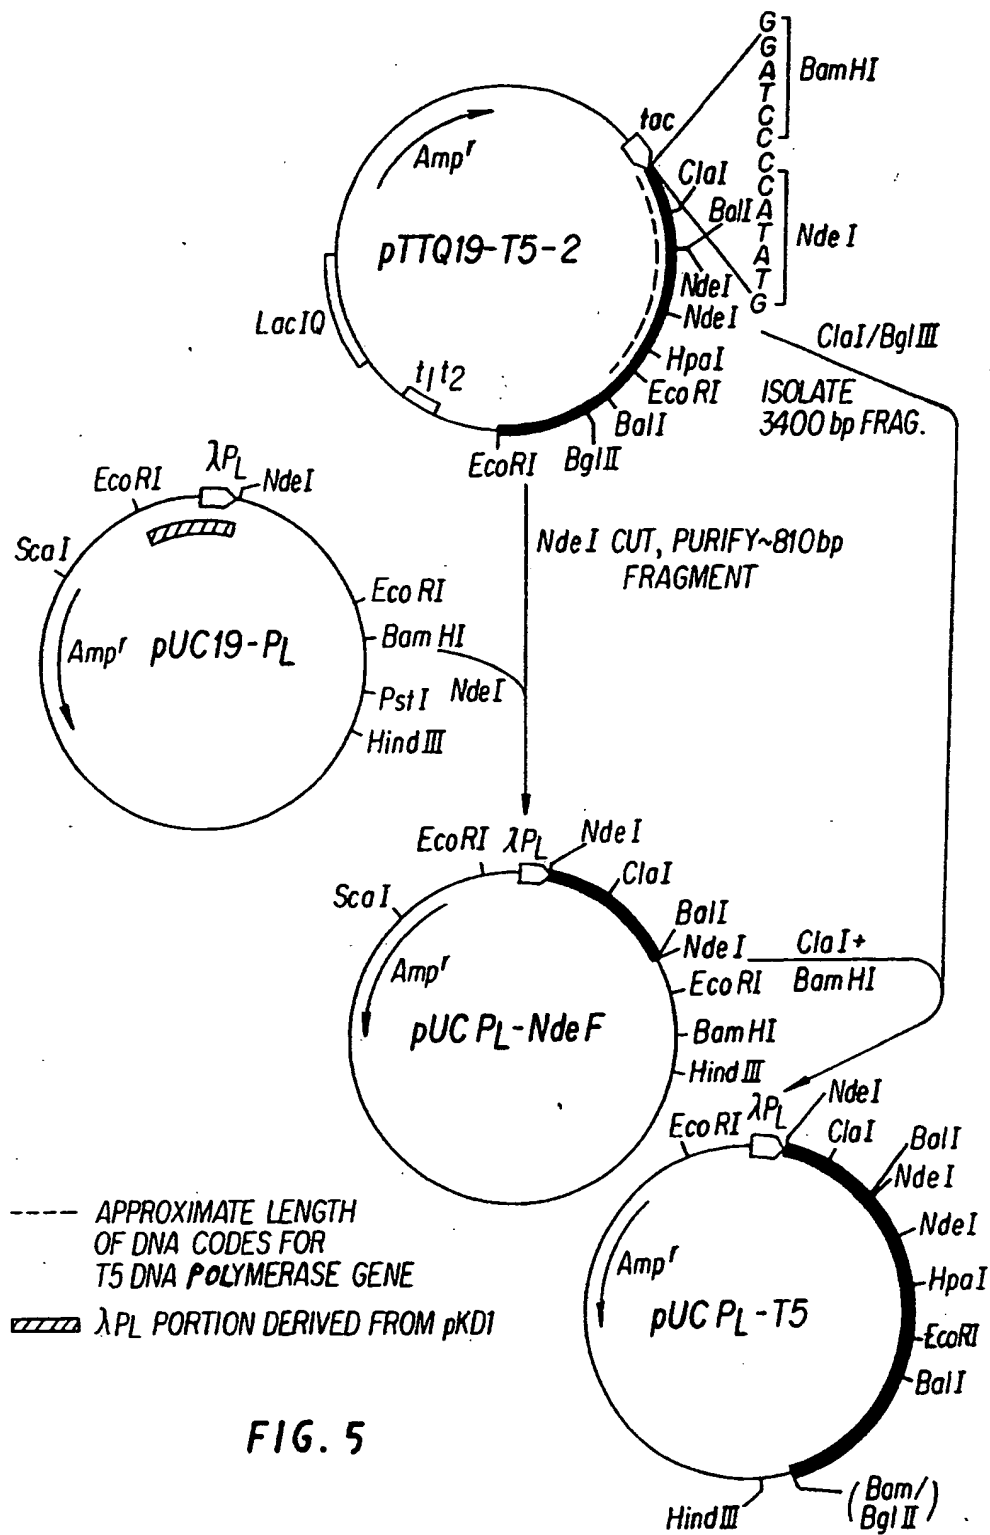 G
G
A
T
C
C
C
C
A
T
A
T
G
BamHI
NdeI
tac
Ampʳ
ClaI
BalI
pTTQ19-T5-2
NdeI
NdeI
LacIQ
HpaI
t1 t2
EcoRI
BalI
BglII
EcoRI
ClaI/BglII
ISOLATE
3400 bp FRAG.
λPL
EcoRI
NdeI
ScaI
NdeI CUT, PURIFY~810bp
FRAGMENT
EcoRI
BamHI
Ampʳ
pUC19-PL
NdeI
PstI
HindIII
EcoRI
λPL
NdeI
ScaI
ClaI
BalI
NdeI
ClaI+
BamHI
Ampʳ
EcoRI
pUC PL-NdeF
BamHI
HindIII
λPL
NdeI
EcoRI
ClaI
BalI
NdeI
NdeI
Ampʳ
HpaI
pUC PL-T5
EcoRI
BalI
HindIII
(Bam/
BglII)
---- APPROXIMATE LENGTH
OF DNA CODES FOR
T5 DNA POLYMERASE GENE
λPL PORTION DERIVED FROM pKD1
FIG. 5